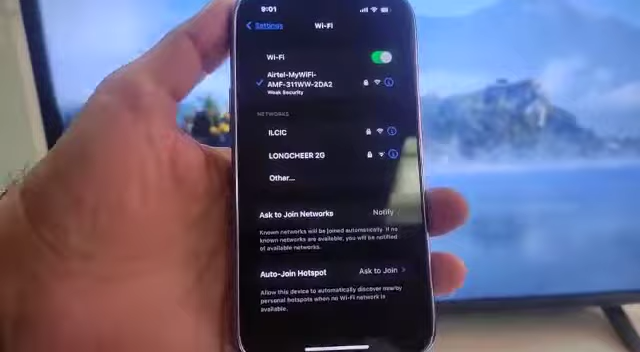 9:01
Settings
Wi-Fi
Wi-Fi
Airtel-MyWiFi-
AMF-311WW-2DA2
Weak Security
NETWORKS
ILCIC
LONGCHEER 2G
Other...
Ask to Join Networks Notify
Known networks will be joined automatically. If no
known networks are available, you will be notified
of available networks.
Auto-Join Hotspot Ask to Join
Allow this device to automatically discover nearby
personal hotspots when no Wi-Fi network is
available.